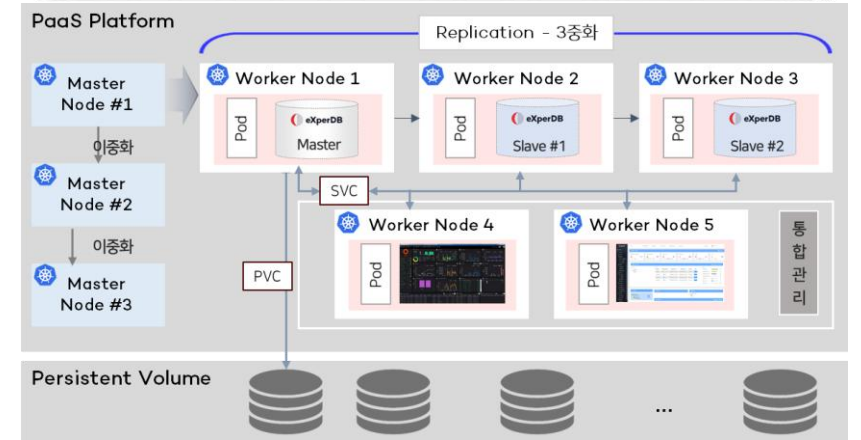 PaaS Platform
Replication - 3중화
Master
Node #1
이중화
Master
Node #2
이중화
Master
Node #3
Worker Node 1
Pod
eXperDB
Master
Worker Node 2
Pod
eXperDB
Slave #1
Worker Node 3
Pod
eXperDB
Slave #2
SVC
PVC
Worker Node 4
Pod
Worker Node 5
Pod
통
합
관
리
Persistent Volume
...